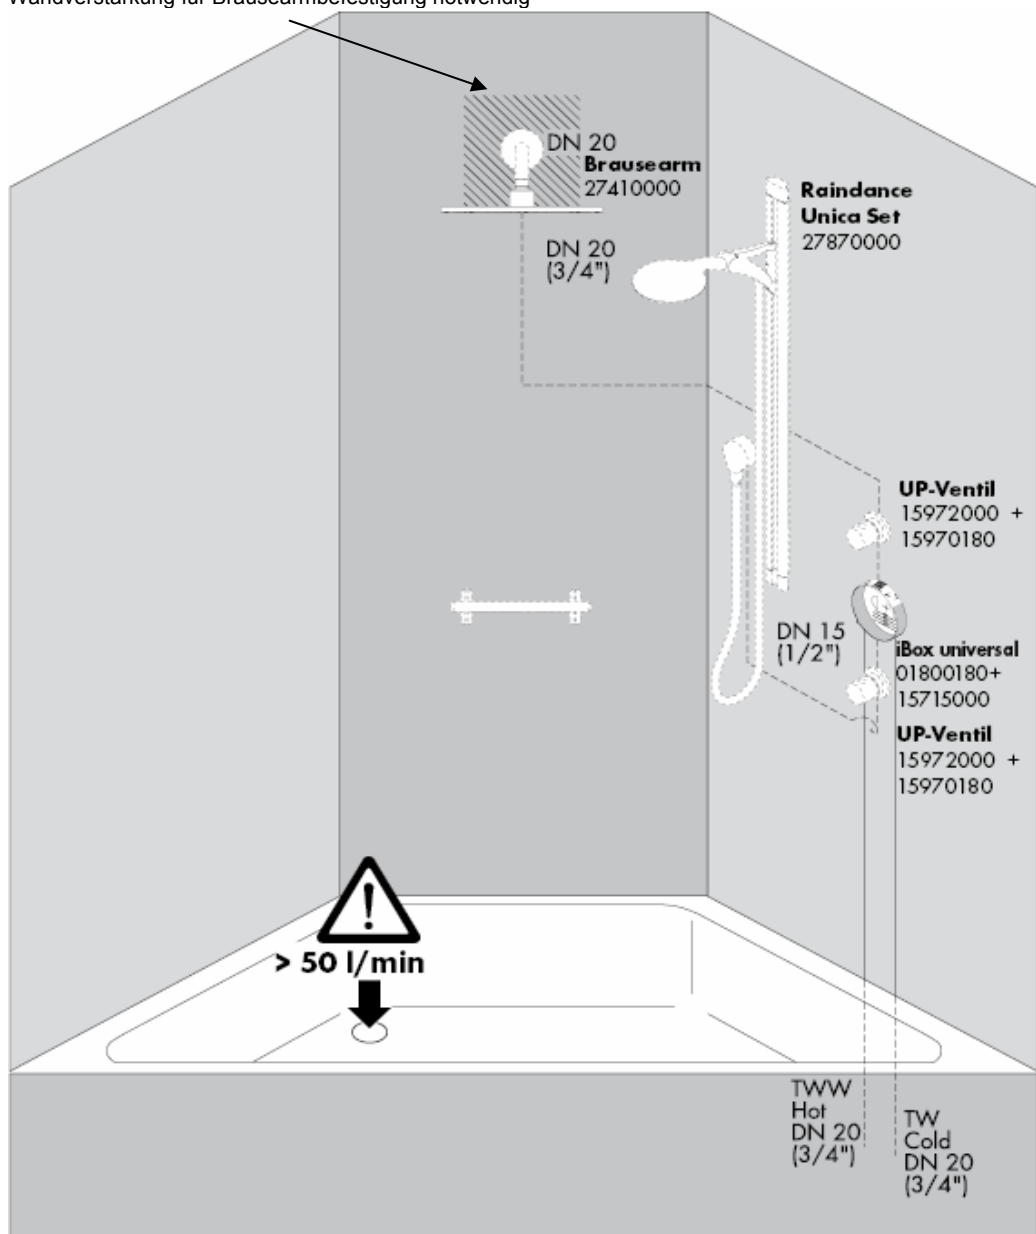 Wandverstärkung für Brausearmbefestigung notwendig
DN 20
Brausearm
27410000
DN 20
(3/4")
Raindance
Unica Set
27870000
UP-Ventil
15972000 +
15970180
DN 15
(1/2")
iBox universal
01800180+
15715000
UP-Ventil
15972000 +
15970180
!
> 50 l/min
TWW
Hot
DN 20
(3/4")
TW
Cold
DN 20
(3/4")